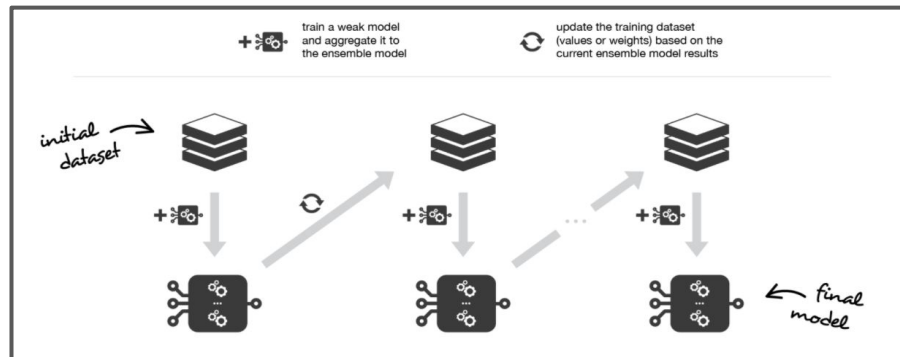 train a weak model
and aggregate it to
the ensemble model
update the training dataset
(values or weights) based on the
current ensemble model results
initial
dataset
...
final
model